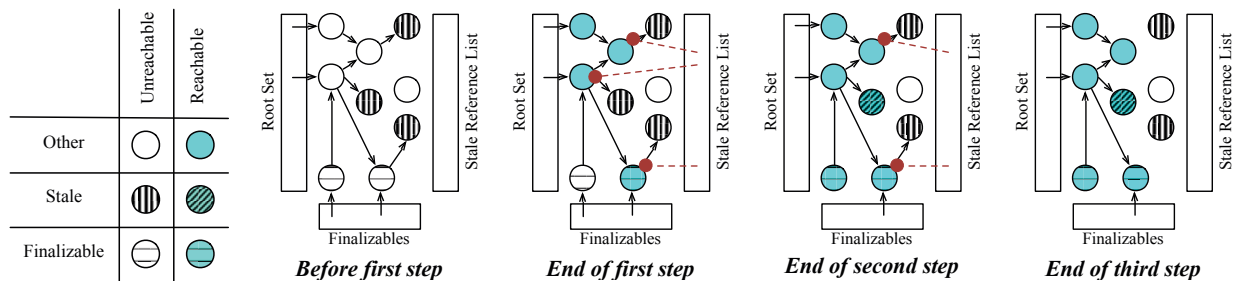 Unreachable
Reachable
Other
Stale
Finalizable
Root Set
Stale Reference List
Finalizables
Before first step
Root Set
Stale Reference List
Finalizables
End of first step
Root Set
Stale Reference List
Finalizables
End of second step
Root Set
Stale Reference List
Finalizables
End of third step